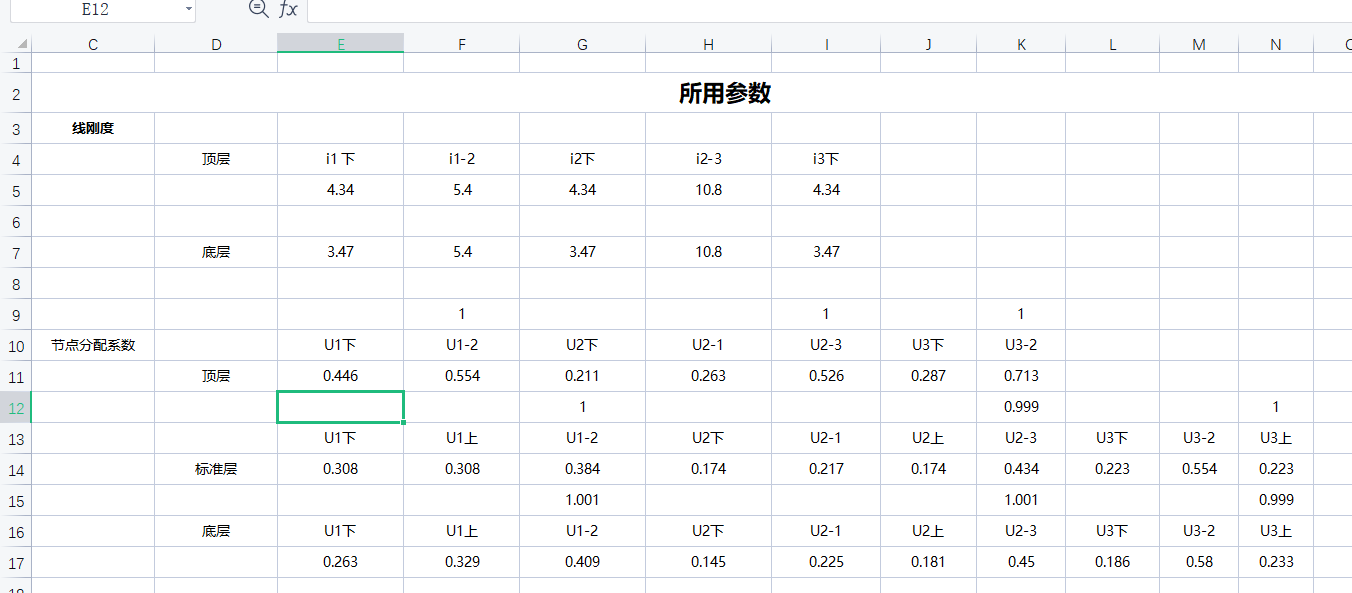 E12 fx
C D E F G H I J K L M N
1
2 所用参数
3 线刚度
4 顶层 i1 下 i1-2 i2下 i2-3 i3下
5 4.34 5.4 4.34 10.8 4.34
6
7 底层 3.47 5.4 3.47 10.8 3.47
8
9 1 1 1
10 节点分配系数 U1下 U1-2 U2下 U2-1 U2-3 U3下 U3-2
11 顶层 0.446 0.554 0.211 0.263 0.526 0.287 0.713
12 1 0.999 1
13 U1下 U1上 U1-2 U2下 U2-1 U2上 U2-3 U3下 U3-2 U3上
14 标准层 0.308 0.308 0.384 0.174 0.217 0.174 0.434 0.223 0.554 0.223
15 1.001 1.001 0.999
16 底层 U1下 U1上 U1-2 U2下 U2-1 U2上 U2-3 U3下 U3-2 U3上
17 0.263 0.329 0.409 0.145 0.225 0.181 0.45 0.186 0.58 0.233